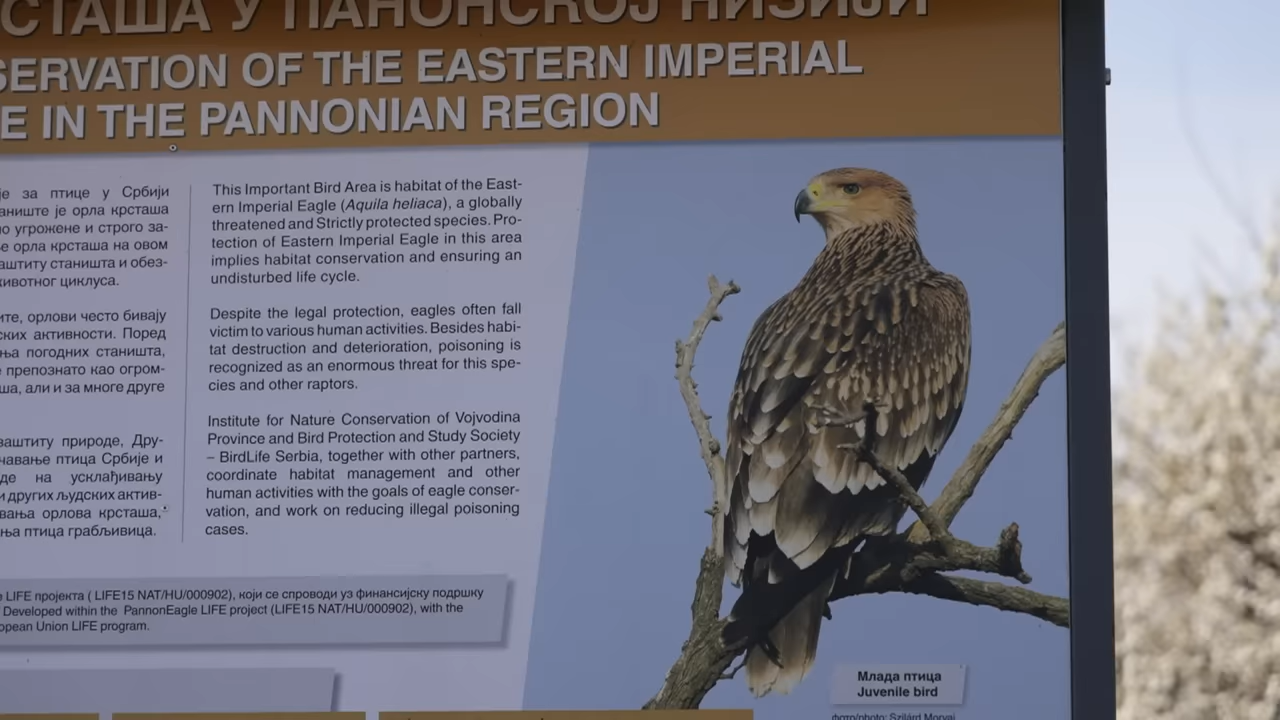 СТАША У ПАНОНСКОЈ НИЗИЈИ
SERVATION OF THE EASTERN IMPERIAL
E IN THE PANNONIAN REGION
је за птице у Србији
аниште је орла крсташа
но угрожене и строго за-
е орла крсташа на овом
аштиту станишта и обез-
животног циклуса.
ите, орлови често бивају
ских активности. Поред
ња погодних станишта,
е препознато као огром-
ша, али и за многе друге
заштиту природе, Дру-
чавање птица Србије и
де на усклађивању
и других људских актив-
вања орлова крсташа,
ња птица грабљивица.
This Important Bird Area is habitat of the East-
ern Imperial Eagle (Aquila heliaca), a globally
threatened and Strictly protected species. Pro-
tection of Eastern Imperial Eagle in this area
implies habitat conservation and ensuring an
undisturbed life cycle.
Despite the legal protection, eagles often fall
victim to various human activities. Besides habi-
tat destruction and deterioration, poisoning is
recognized as an enormous threat for this spe-
cies and other raptors.
Institute for Nature Conservation of Vojvodina
Province and Bird Protection and Study Society
– BirdLife Serbia, together with other partners,
coordinate habitat management and other
human activities with the goals of eagle conser-
vation, and work on reducing illegal poisoning
cases.
e LIFE пројекта ( LIFE15 NAT/HU/000902), који се спроводи уз финансијску подршку
Developed within the PannonEagle LIFE project (LIFE15 NAT/HU/000902), with the
opean Union LIFE program.
Млада птица
Juvenile bird
фото/photo: Szilárd Morvai